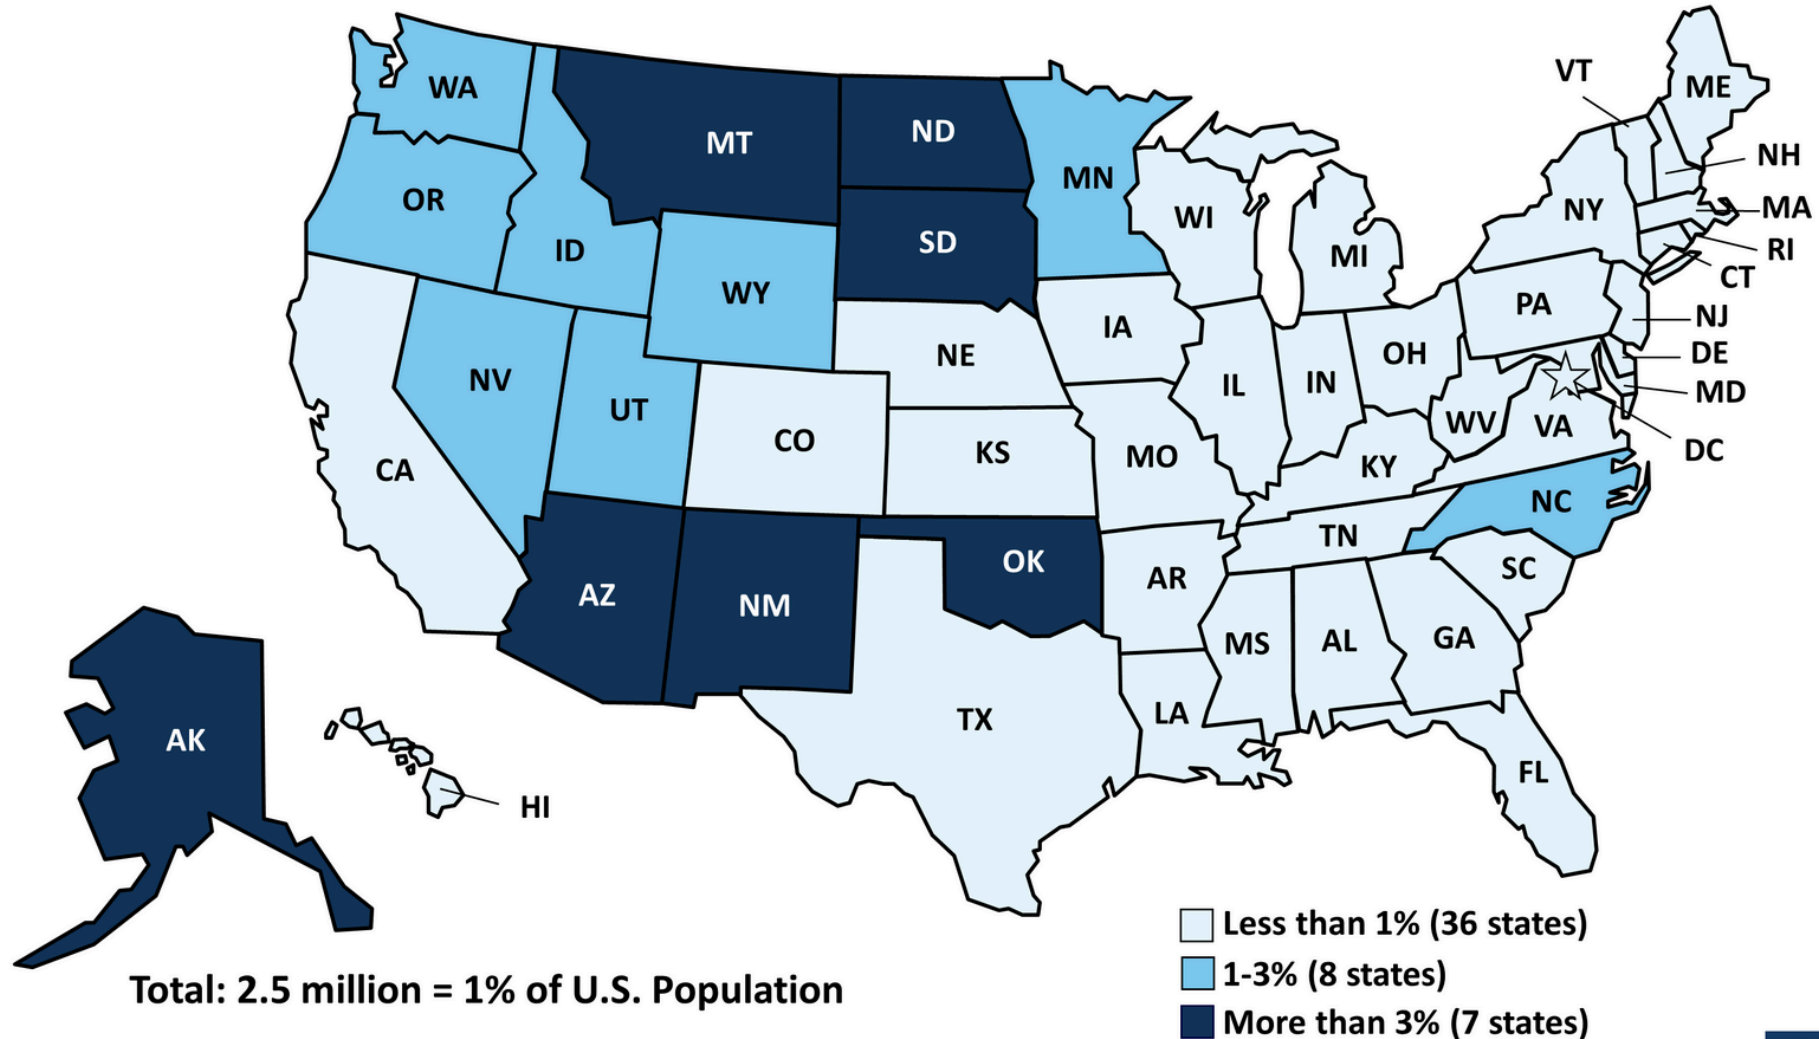 WA
MT
ND
MN
VT
ME
OR
ID
SD
WI
NY
NH
MA
WY
MI
RI
CT
NV
UT
NE
IA
PA
NJ
DE
OH
IL
IN
MD
CA
CO
KS
MO
WV
VA
DC
KY
NC
AZ
NM
OK
AR
TN
SC
MS
AL
GA
TX
LA
FL
AK
HI
Less than 1% (36 states)
1-3% (8 states)
More than 3% (7 states)
Total: 2.5 million = 1% of U.S. Population